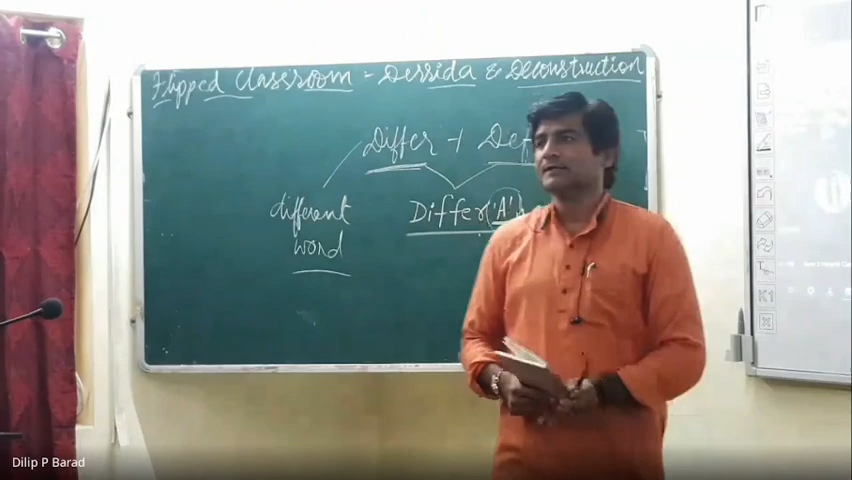 Flipped Classroom - Derrida & Deconstruction
Differ + Def
Differ('A')
different
word
Dilip P Barad